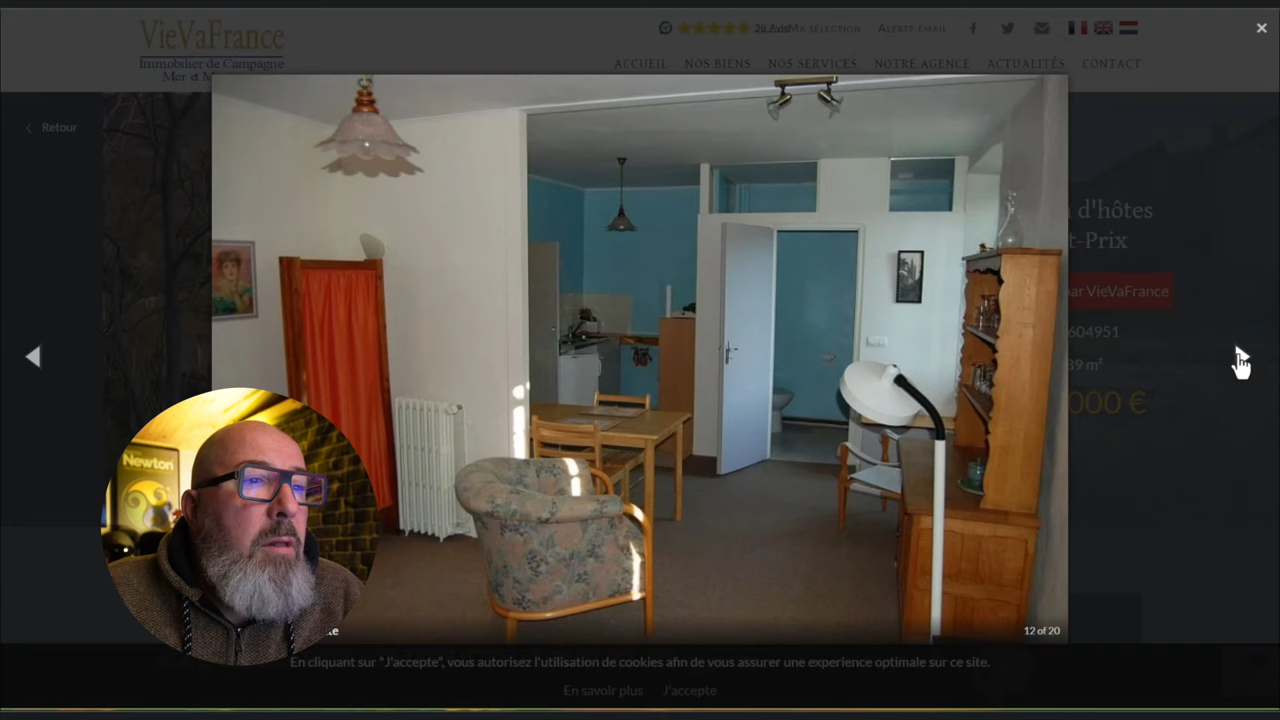 VieVaFrance
Immobilier de Campagne
Mer et M
36 Avis
Ma sélection
Alerte email
ACCUEIL
NOS BIENS
NOS SERVICES
NOTRE AGENCE
ACTUALITÉS
CONTACT
Retour
d'hôtes
t-Prix
par VieVaFrance
604951
39 m²
000 €
Newton
te
12 of 20
En cliquant sur "J'accepte", vous autorisez l'utilisation de cookies afin de vous assurer une experience optimale sur ce site.
En savoir plus
J'accepte